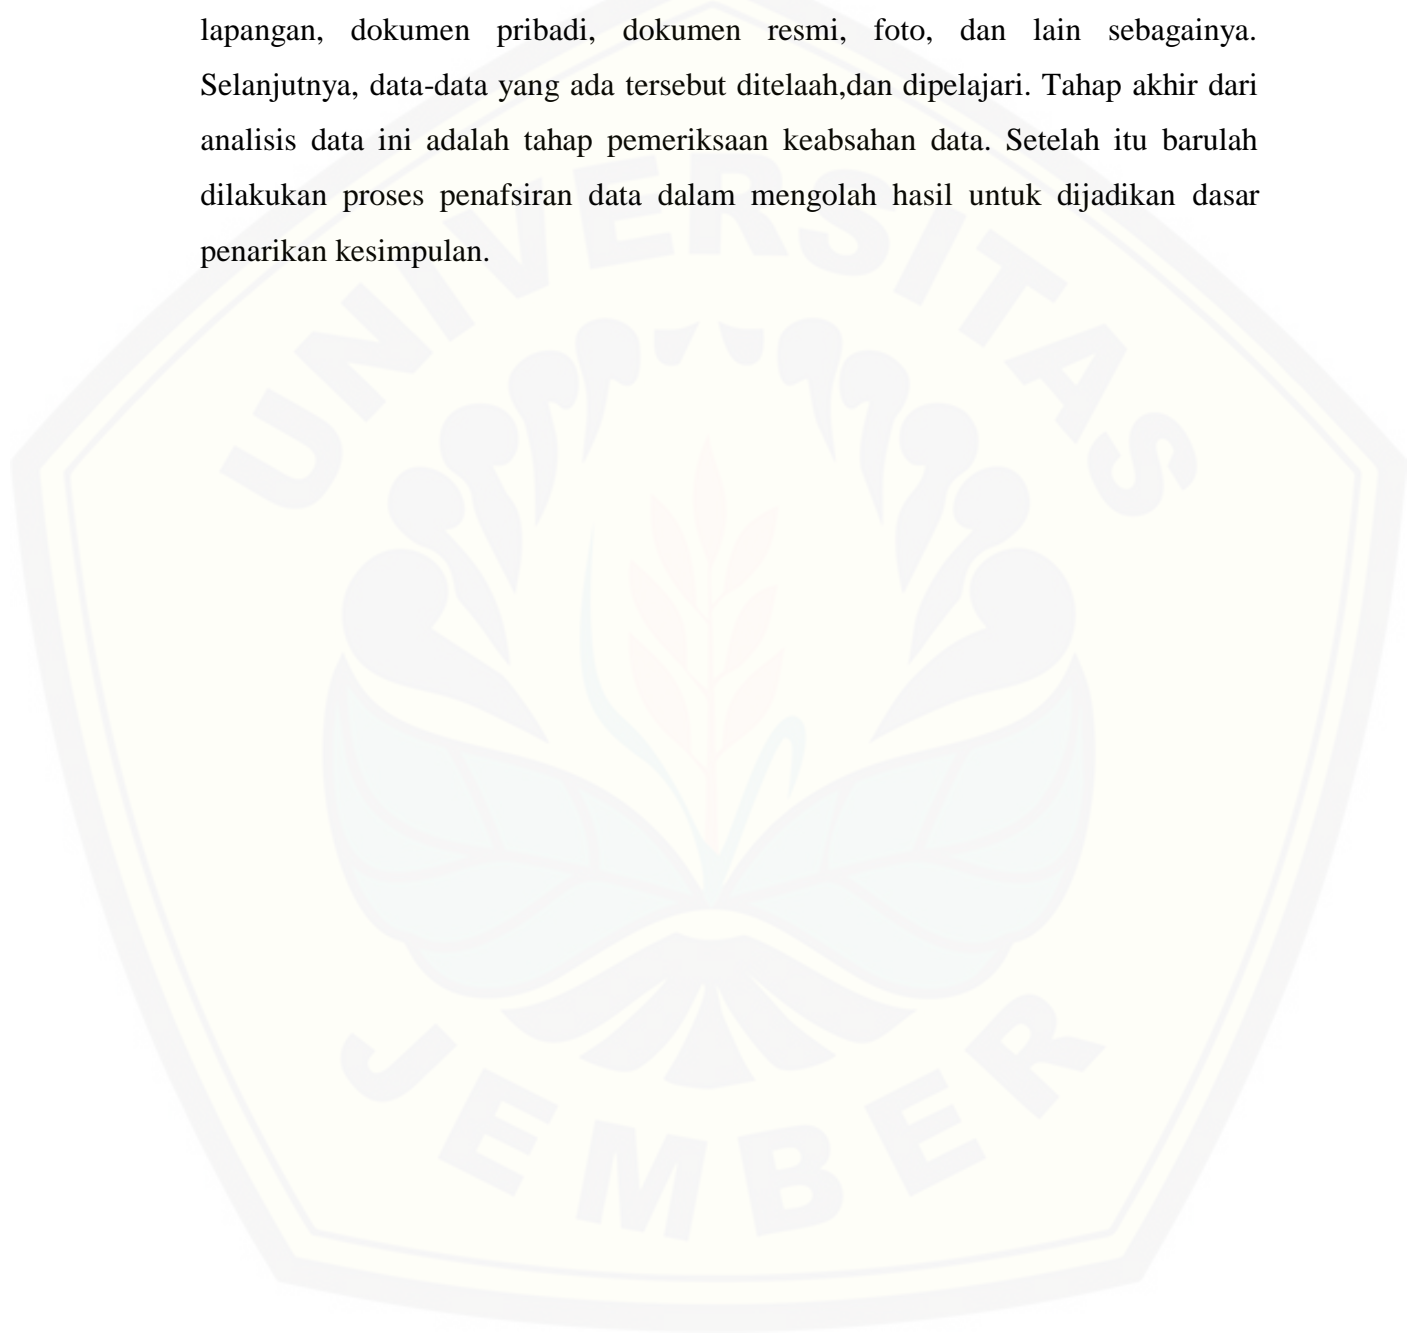 lapangan, dokumen pribadi, dokumen resmi, foto, dan lain sebagainya.
Selanjutnya, data-data yang ada tersebut ditelaah,dan dipelajari. Tahap akhir dari
analisis data ini adalah tahap pemeriksaan keabsahan data. Setelah itu barulah
dilakukan proses penafsiran data dalam mengolah hasil untuk dijadikan dasar
penarikan kesimpulan.
UNIVERSITAS
JEMBER